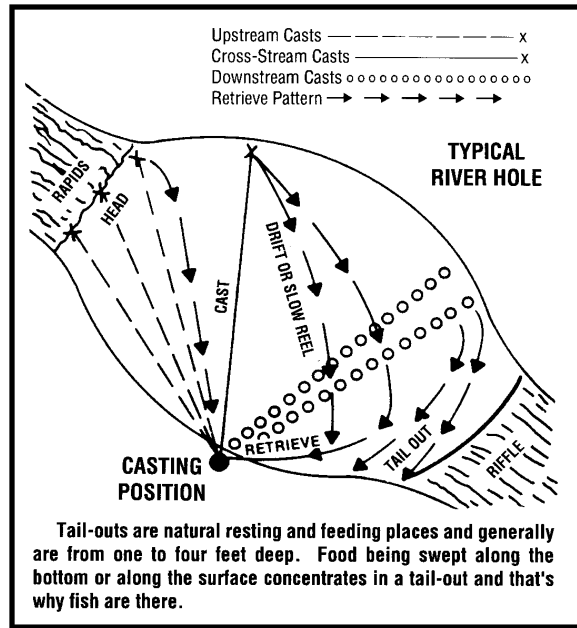 Upstream Casts
Cross-Stream Casts
Downstream Casts
Retrieve Pattern
TYPICAL
RIVER HOLE
RAPIDS
HEAD
CAST
DRIFT OR SLOW REEL
RETRIEVE
TAIL OUT
RIFFLE
CASTING
POSITION
Tail-outs are natural resting and feeding places and generally
are from one to four feet deep. Food being swept along the
bottom or along the surface concentrates in a tail-out and that's
why fish are there.